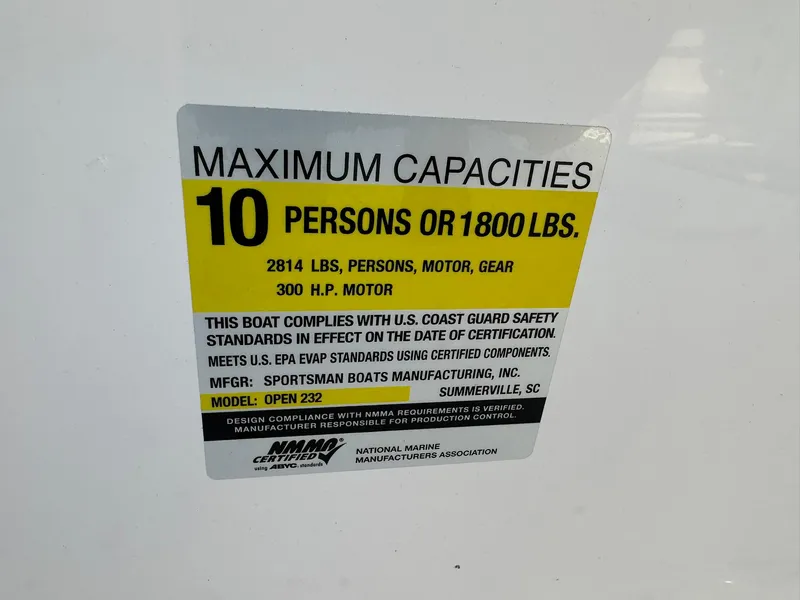 MAXIMUM CAPACITIES
10 PERSONS OR 1800 LBS.
2814 LBS, PERSONS, MOTOR, GEAR
300 H.P. MOTOR
THIS BOAT COMPLIES WITH U.S. COAST GUARD SAFETY
STANDARDS IN EFFECT ON THE DATE OF CERTIFICATION.
MEETS U.S. EPA EVAP STANDARDS USING CERTIFIED COMPONENTS.
MFGR: SPORTSMAN BOATS MANUFACTURING, INC.
MODEL: OPEN 232 SUMMERVILLE, SC
DESIGN COMPLIANCE WITH NMMA REQUIREMENTS IS VERIFIED.
MANUFACTURER RESPONSIBLE FOR PRODUCTION CONTROL.
NMMA®
CERTIFIED
using ABYC standards
NATIONAL MARINE
MANUFACTURERS ASSOCIATION